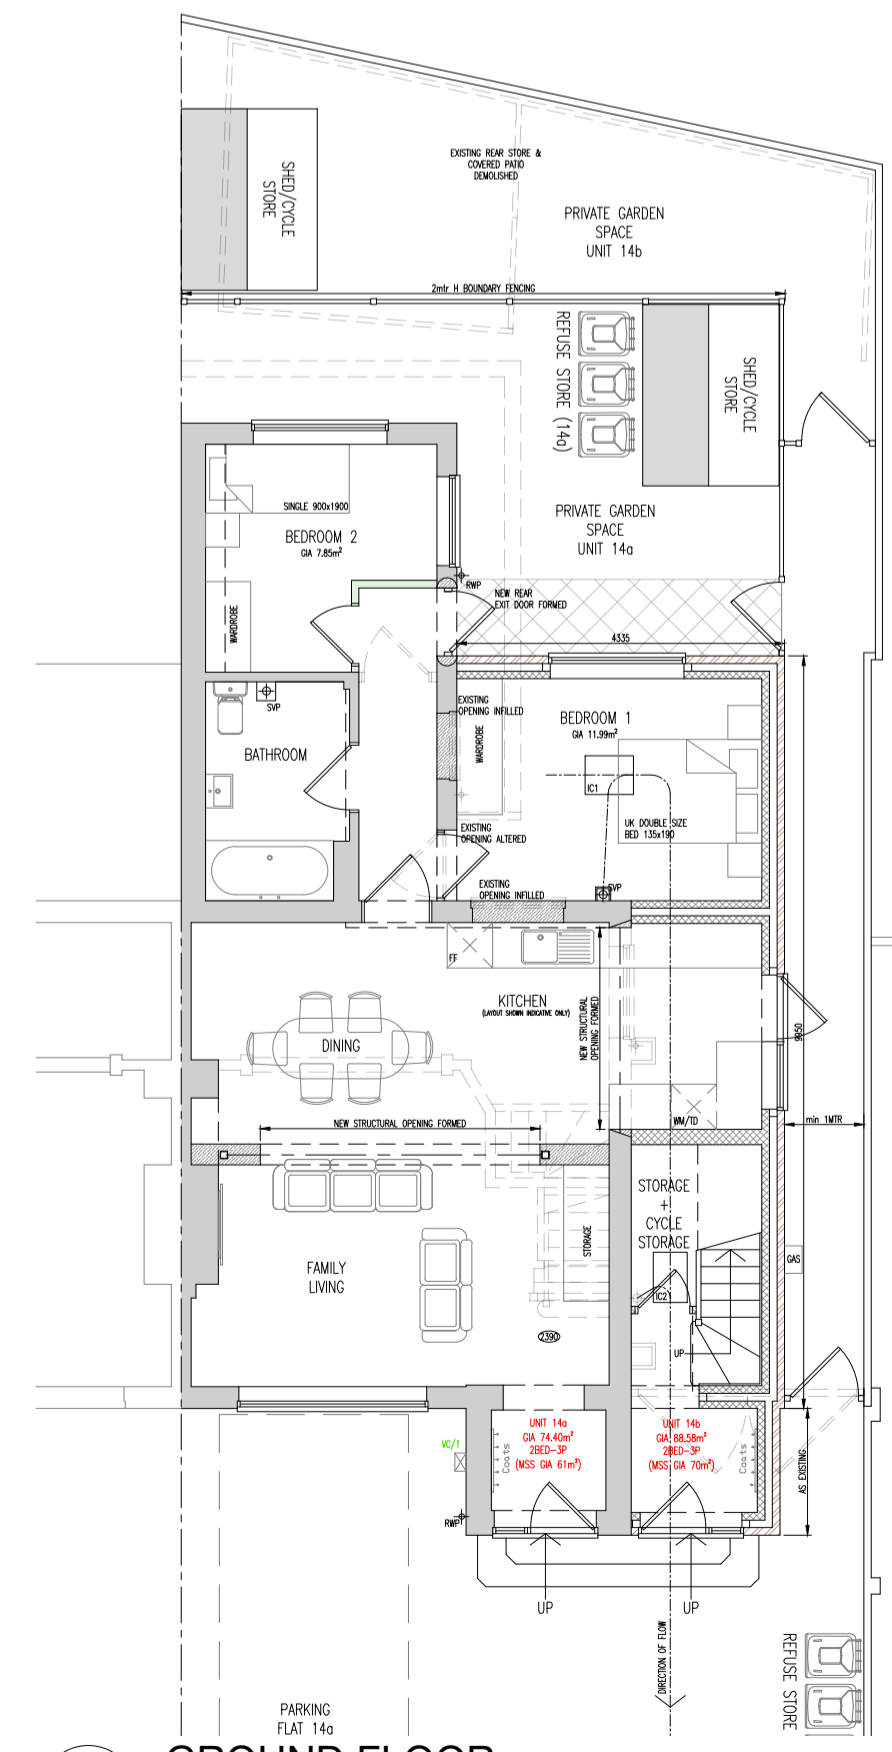 EXISTING REAR STORE &
COVERED PATIO
DEMOLISHED
SHED/CYCLE
STORE
PRIVATE GARDEN
SPACE
UNIT 14b
2mtr H BOUNDARY FENCING
REFUSE STORE (14a)
SHED/CYCLE
STORE
SINGLE 900x1900
BEDROOM 2
GIA 7.85m²
PRIVATE GARDEN
SPACE
UNIT 14a
RWP
NEW REAR
EXIT DOOR FORMED
WARDROBE
4335
SVP
EXISTING
OPENING INFILLED
BEDROOM 1
GIA 11.99m²
WARDROBE
BATHROOM
IC1
UK DOUBLE SIZE
BED 135x190
EXISTING
OPENING ALTERED
EXISTING
OPENING INFILLED
SVP
FF
KITCHEN
(LAYOUT SHOWN INDICATIVE ONLY)
NEW STRUCTURAL
OPENING FORMED
DINING
9950
NEW STRUCTURAL OPENING FORMED
WM/TD
min 1MTR
STORAGE
+
CYCLE
STORAGE
STORAGE
GAS
FAMILY
LIVING
IC2
2390
UP
UNIT 14a
GIA 74.40m²
2BED-3P
(MSS GIA 61m²)
UNIT 14b
GIA 88.58m²
2BED-3P
(MSS GIA 70m²)
VC/1
Coats
Coats
AS EXISTING
RWP
UP
UP
DIRECTION OF FLOW
REFUSE STORE
PARKING
FLAT 14a
GROUND FLOOR